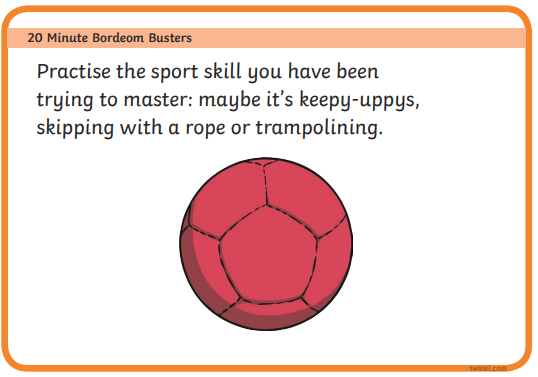 20 Minute Bordeom Busters
Practise the sport skill you have been
trying to master: maybe it's keepy-uppys,
skipping with a rope or trampolining.
twinkl.com